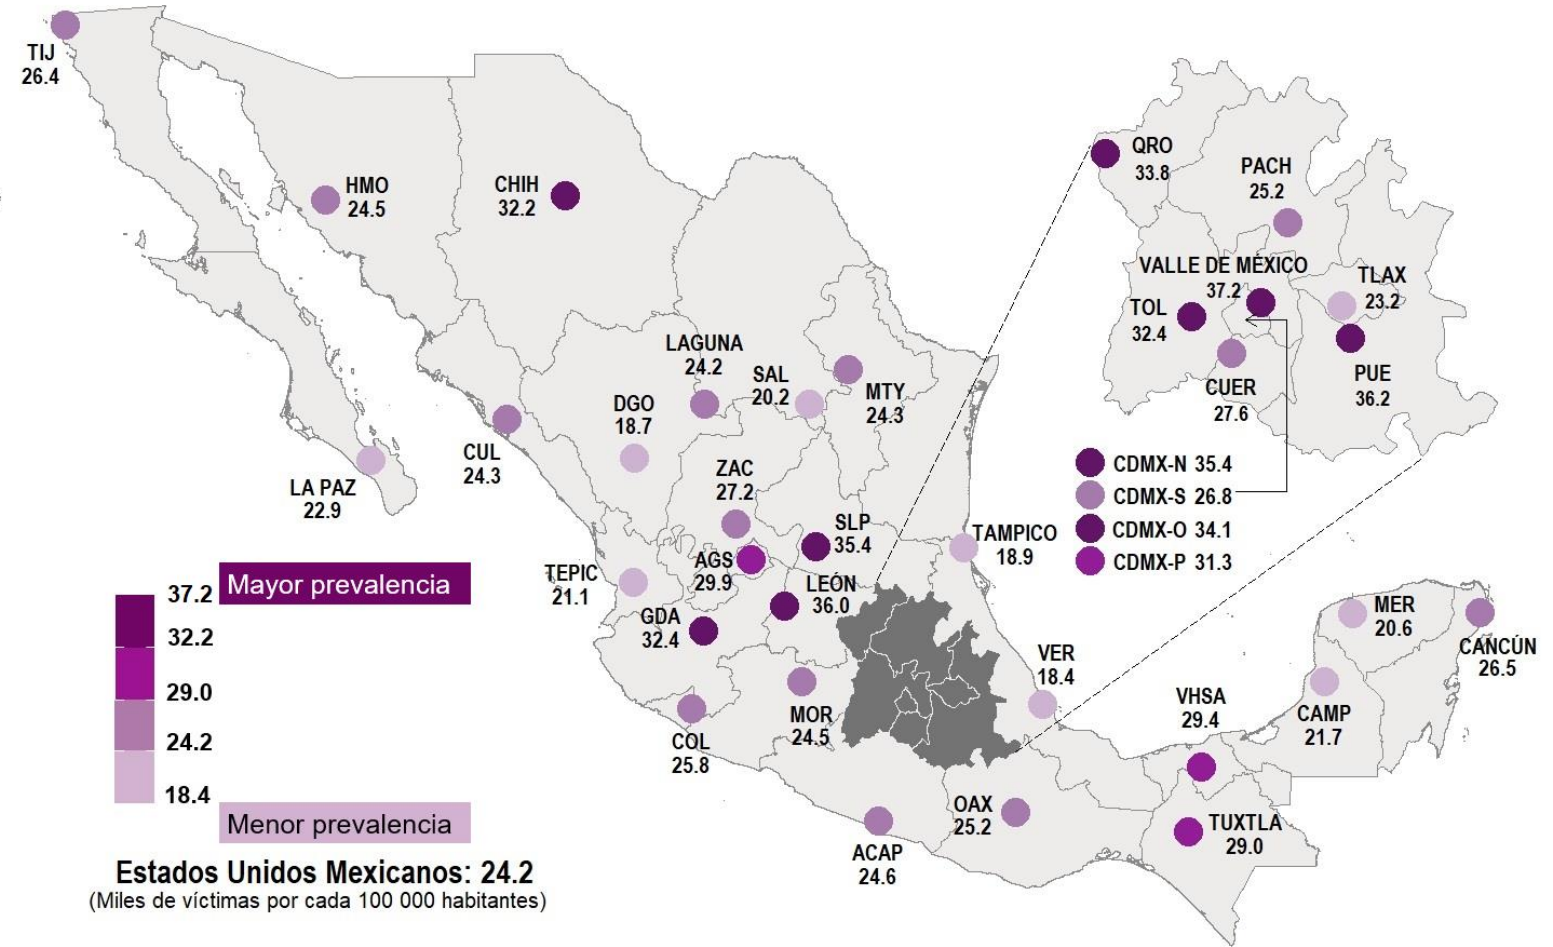 TIJ
26.4
HMO
24.5
CHIH
32.2
LA PAZ
22.9
CUL
24.3
DGO
18.7
LAGUNA
24.2
SAL
20.2
MTY
24.3
ZAC
27.2
SLP
35.4
AGS
29.9
LEÓN
36.0
TEPIC
21.1
GDA
32.4
COL
25.8
MOR
24.5
TAMPICO
18.9
VER
18.4
ACAP
24.6
OAX
25.2
VHSA
29.4
TUXTLA
29.0
CAMP
21.7
MER
20.6
CANCÚN
26.5
QRO
33.8
PACH
25.2
VALLE DE MÉXICO
37.2
TOL
32.4
TLAX
23.2
CUER
27.6
PUE
36.2
CDMX-N 35.4
CDMX-S 26.8
CDMX-O 34.1
CDMX-P 31.3
Mayor prevalencia
37.2
32.2
29.0
24.2
18.4
Menor prevalencia
Estados Unidos Mexicanos: 24.2
(Miles de víctimas por cada 100 000 habitantes)